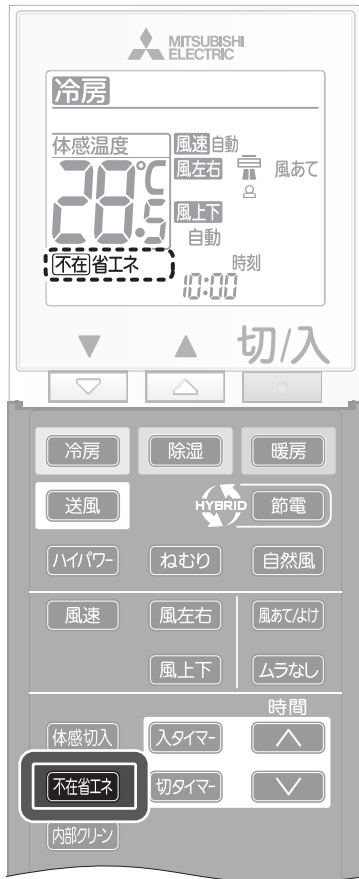 MITSUBISHI
ELECTRIC
冷房
体感温度
28.5℃
風速 自動
風左右 風あて
風上下
自動
不在省エネ
時刻
10:00
切/入
冷房 除湿 暖房
送風 HYBRID 節電
ハイパワー ねむり 自然風
風速 風左右 風あて/よけ
風上下 ムラなし
時間
体感切入 入タイマー
不在省エネ 切タイマー
内部クリーン